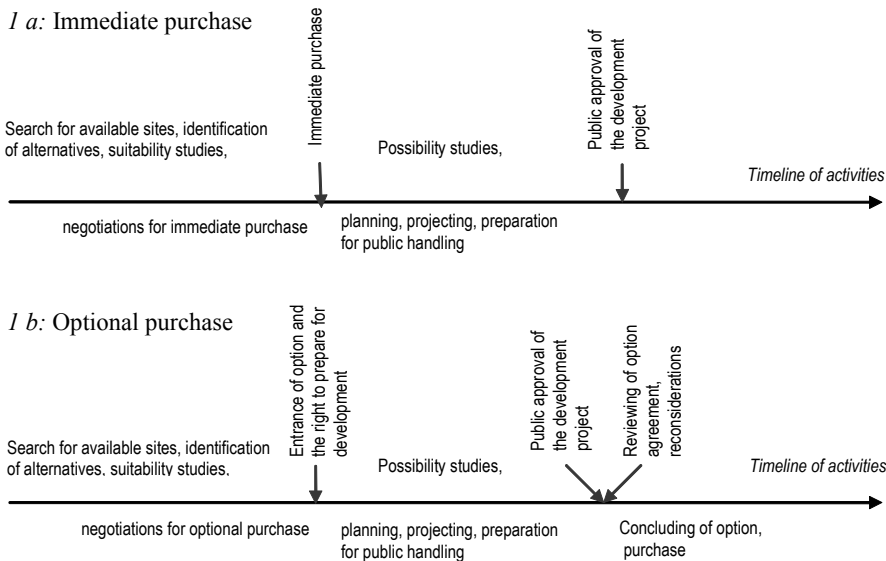 1 a: Immediate purchase
Immediate purchase
Public approval of
the development
project
Search for available sites, identification
of alternatives, suitability studies,
Possibility studies,
Timeline of activities
negotiations for immediate purchase
planning, projecting, preparation
for public handling
1 b: Optional purchase
Entrance of option and
the right to prepare for
development
Public approval of
the development
project
Reviewing of option
agreement,
reconsiderations
Search for available sites, identification
of alternatives, suitability studies,
Possibility studies,
Timeline of activities
negotiations for optional purchase
planning, projecting, preparation
for public handling
Concluding of option,
purchase